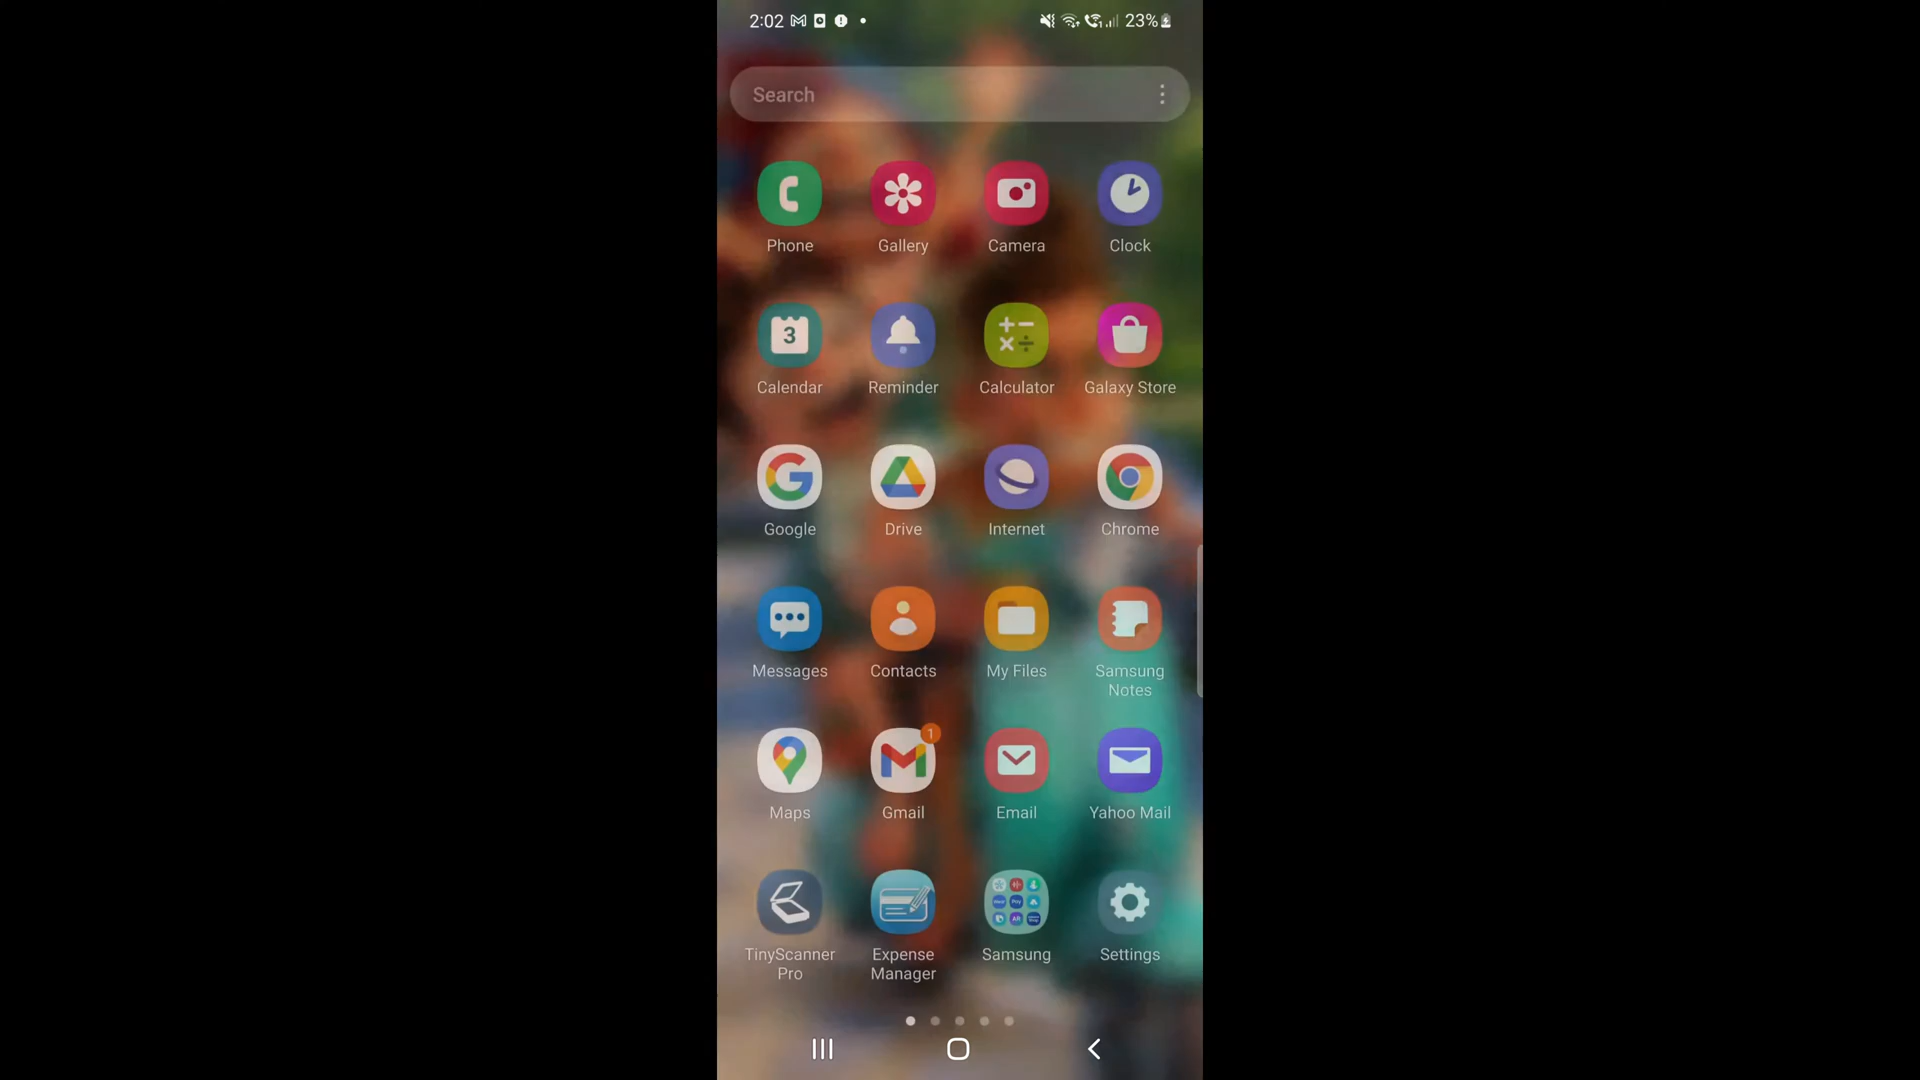 2:02
23%
Search
Phone
Gallery
Camera
Clock
3
Calendar
Reminder
Calculator
Galaxy Store
Google
Drive
Internet
Chrome
Messages
Contacts
My Files
Samsung
Notes
1
Maps
Gmail
Email
Yahoo Mail
TinyScanner
Pro
Expense
Manager
AR
Samsung
Settings